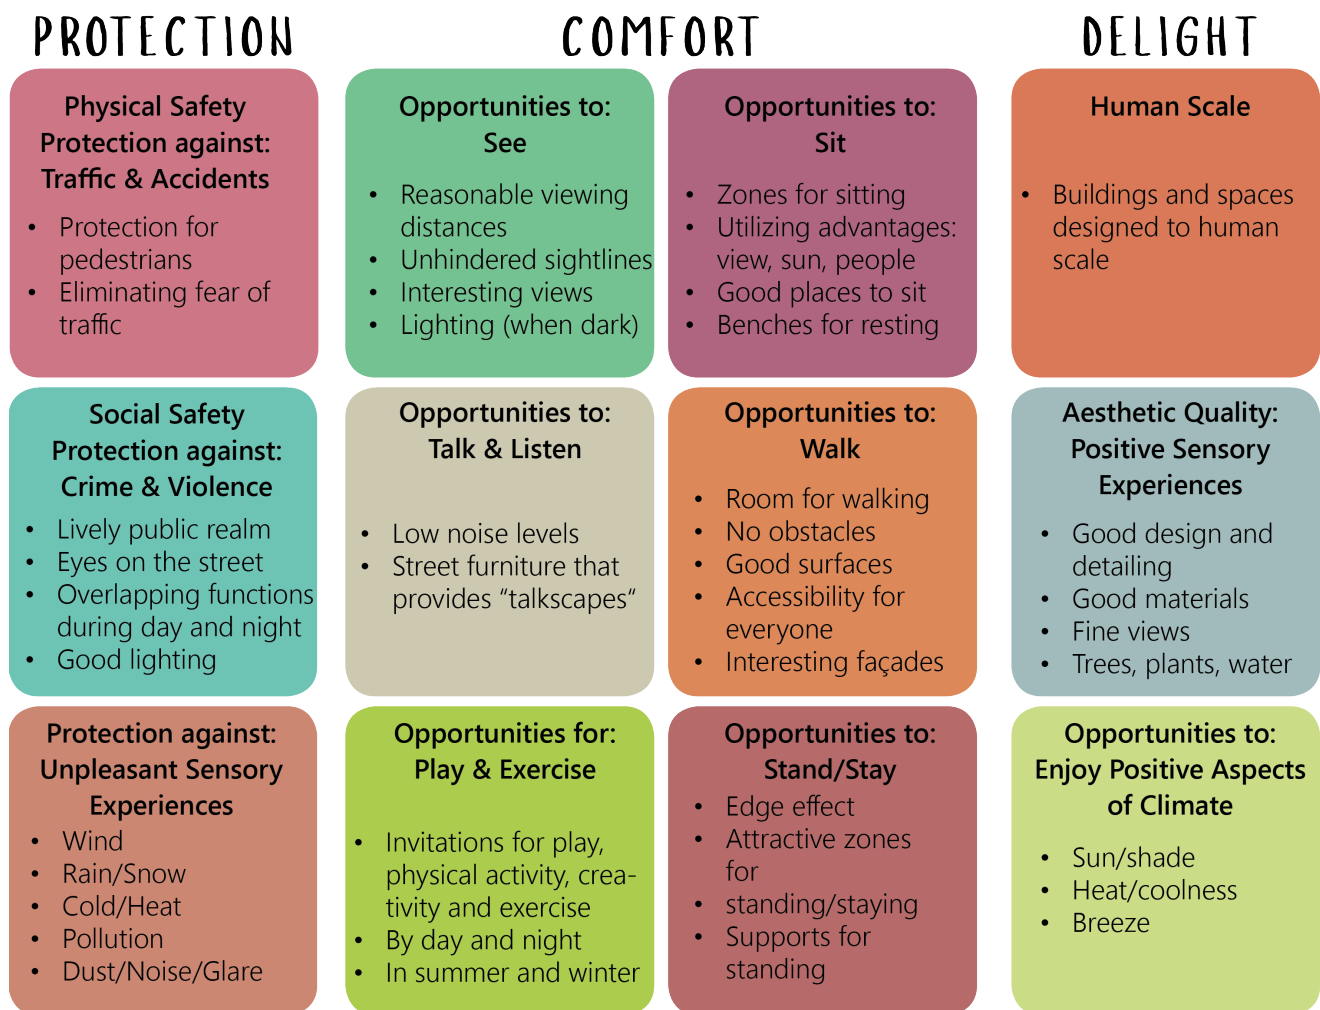 PROTECTION
COMFORT
DELIGHT
Physical Safety
Protection against:
Traffic & Accidents
• Protection for
pedestrians
• Eliminating fear of
traffic
Opportunities to:
See
• Reasonable viewing
distances
• Unhindered sightlines
• Interesting views
• Lighting (when dark)
Opportunities to:
Sit
• Zones for sitting
• Utilizing advantages:
view, sun, people
• Good places to sit
• Benches for resting
Human Scale
• Buildings and spaces
designed to human
scale
Social Safety
Protection against:
Crime & Violence
• Lively public realm
• Eyes on the street
• Overlapping functions
during day and night
• Good lighting
Opportunities to:
Talk & Listen
• Low noise levels
• Street furniture that
provides “talkscapes“
Opportunities to:
Walk
• Room for walking
• No obstacles
• Good surfaces
• Accessibility for
everyone
• Interesting façades
Aesthetic Quality:
Positive Sensory
Experiences
• Good design and
detailing
• Good materials
• Fine views
• Trees, plants, water
Protection against:
Unpleasant Sensory
Experiences
• Wind
• Rain/Snow
• Cold/Heat
• Pollution
• Dust/Noise/Glare
Opportunities for:
Play & Exercise
• Invitations for play,
physical activity, crea-
tivity and exercise
• By day and night
• In summer and winter
Opportunities to:
Stand/Stay
• Edge effect
• Attractive zones
for
• standing/staying
• Supports for
standing
Opportunities to:
Enjoy Positive Aspects
of Climate
• Sun/shade
• Heat/coolness
• Breeze